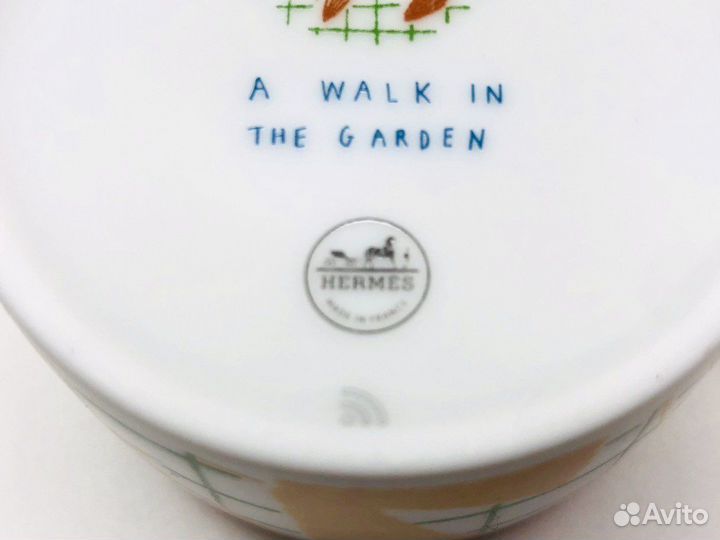 A WALK IN
THE GARDEN
HERMÈS
MADE IN FRANCE
Avito